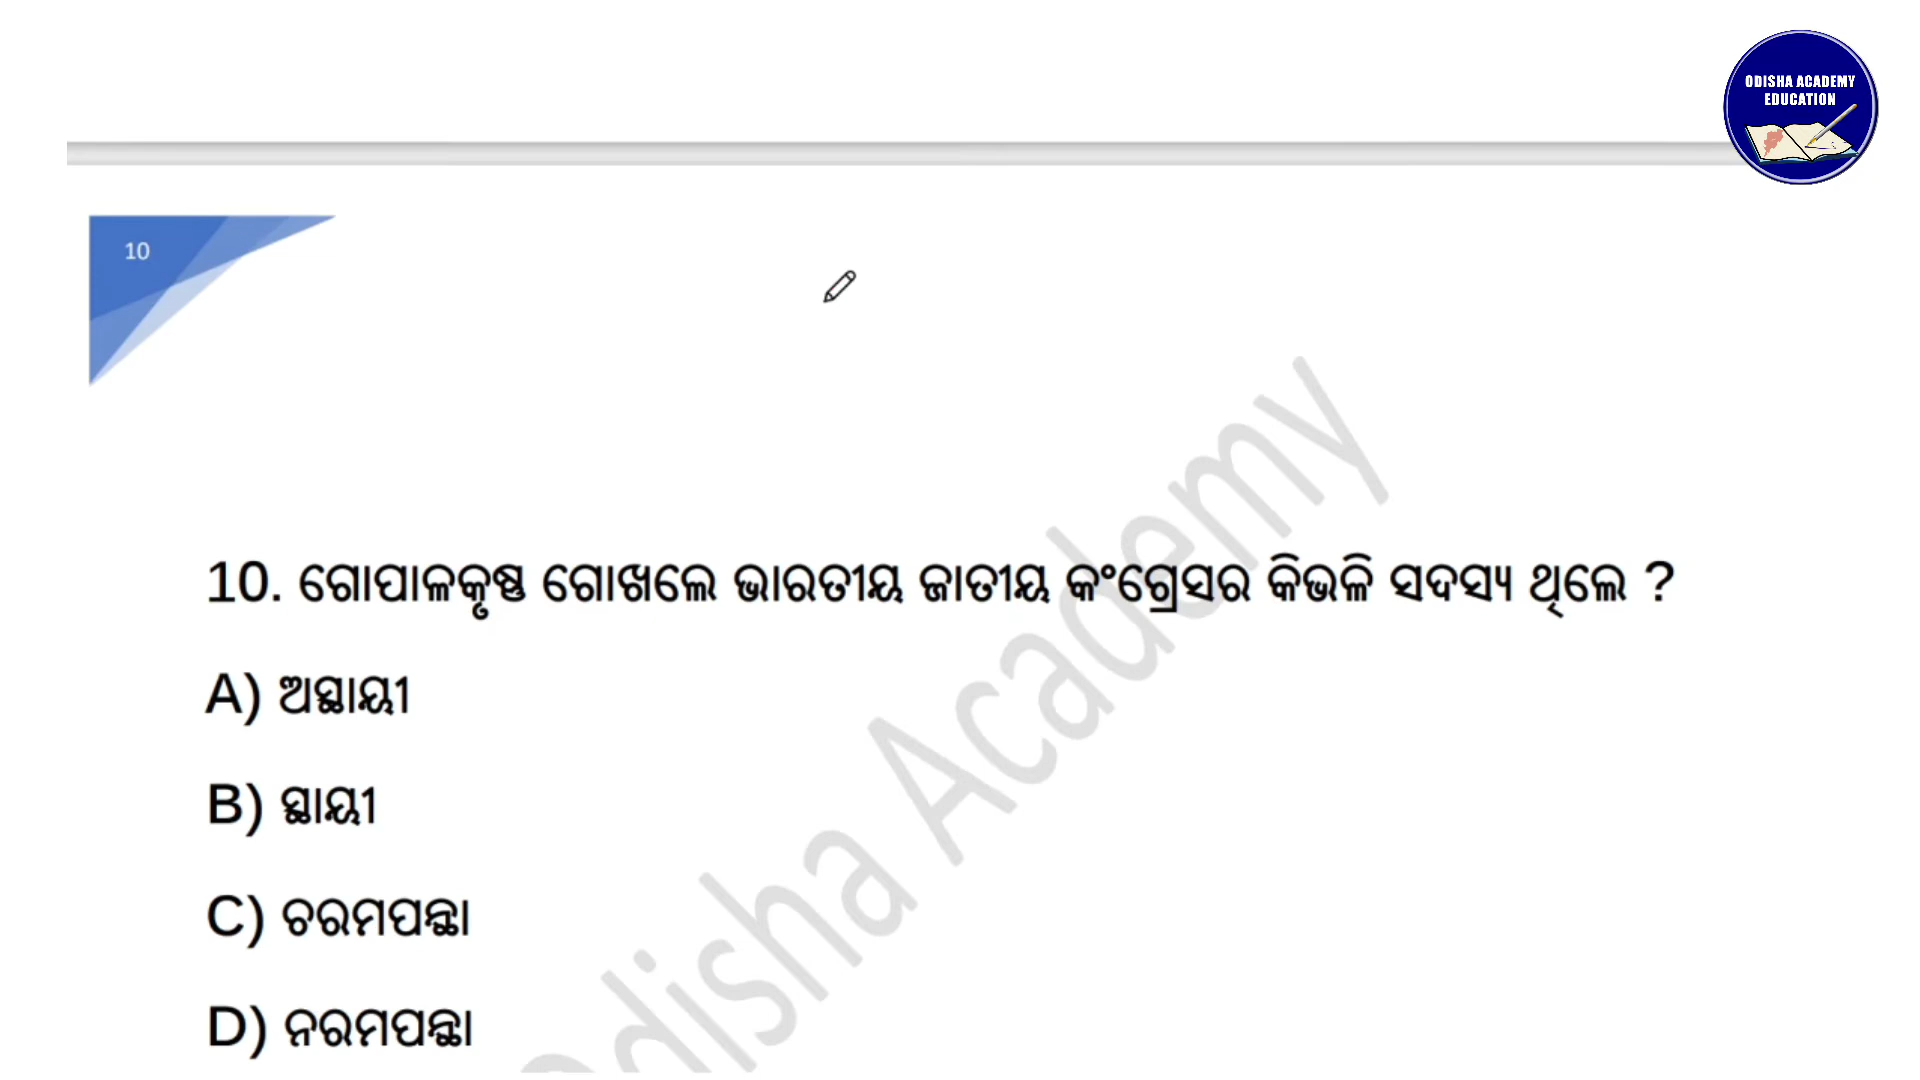 ODISHA ACADEMY
EDUCATION
10
10. ଗୋପାଳକୃଷ୍ଣ ଗୋଖଲେ ଭାରତୀୟ ଜାତୀୟ କଂଗ୍ରେସର କିଭଳି ସଦସ୍ୟ ଥିଲେ ?
A) ଅସ୍ଥାୟୀ
B) ସ୍ଥାୟୀ
C) ଚରମପନ୍ଥୀ
D) ନରମପନ୍ଥୀ
Odisha Academy